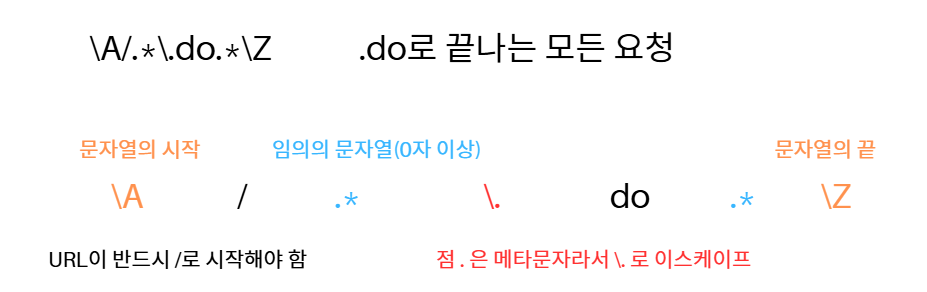 \A/.*\.do.*\Z .do로 끝나는 모든 요청
문자열의 시작 임의의 문자열(0자 이상) 문자열의 끝
\A / .* \. do .* \Z
URL이 반드시 /로 시작해야 함 점 . 은 메타문자라서 \. 로 이스케이프